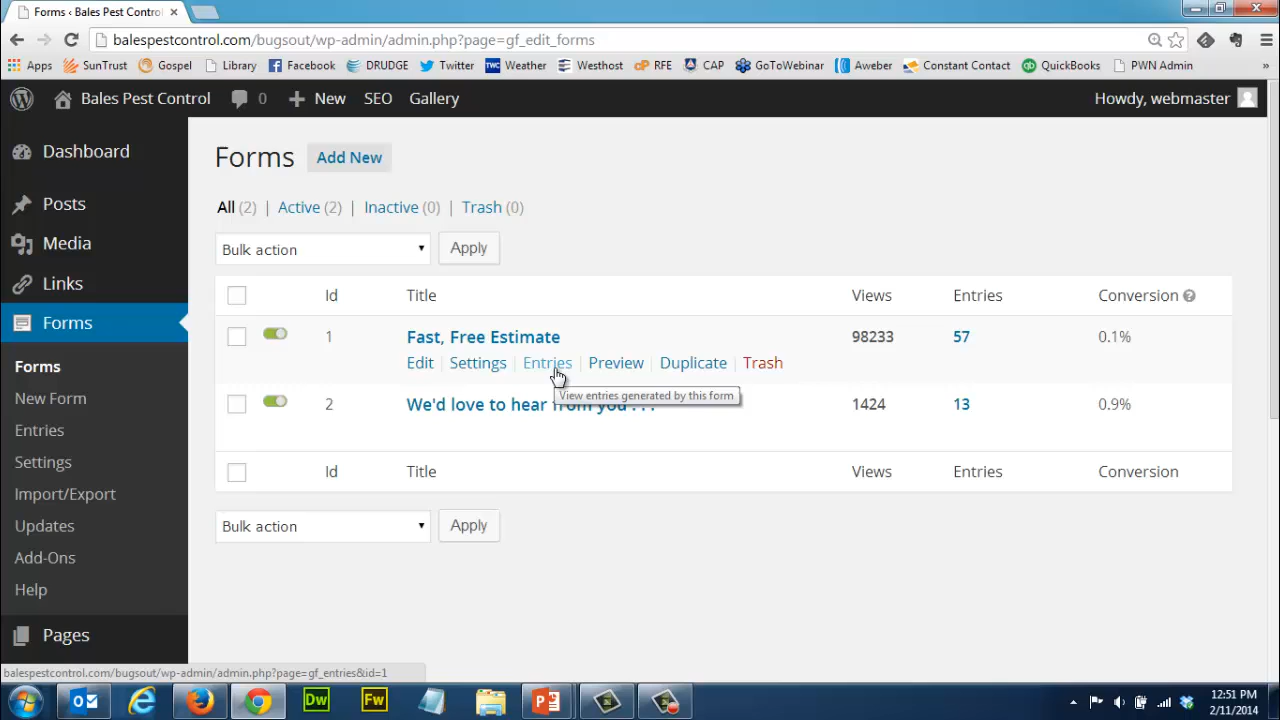 Forms ‹ Bales Pest Contro
balespestcontrol.com/bugsout/wp-admin/admin.php?page=gf_edit_forms
Apps SunTrust Gospel Library Facebook DRUDGE Twitter Weather Westhost RFE CAP GoToWebinar Aweber Constant Contact QuickBooks PWN Admin »
Bales Pest Control 0 New SEO Gallery Howdy, webmaster
Dashboard
Posts
Media
Links
Forms
Forms
New Form
Entries
Settings
Import/Export
Updates
Add-Ons
Help
Pages
Forms Add New
All (2) | Active (2) | Inactive (0) | Trash (0)
Bulk action Apply
Id Title Views Entries Conversion
1 Fast, Free Estimate 98233 57 0.1%
Edit | Settings | Entries | Preview | Duplicate | Trash
View entries generated by this form
2 We'd love to hear from you . . . 1424 13 0.9%
Id Title Views Entries Conversion
Bulk action Apply
balespestcontrol.com/bugsout/wp-admin/admin.php?page=gf_entries&id=1
Dw Fw
12:51 PM
2/11/2014